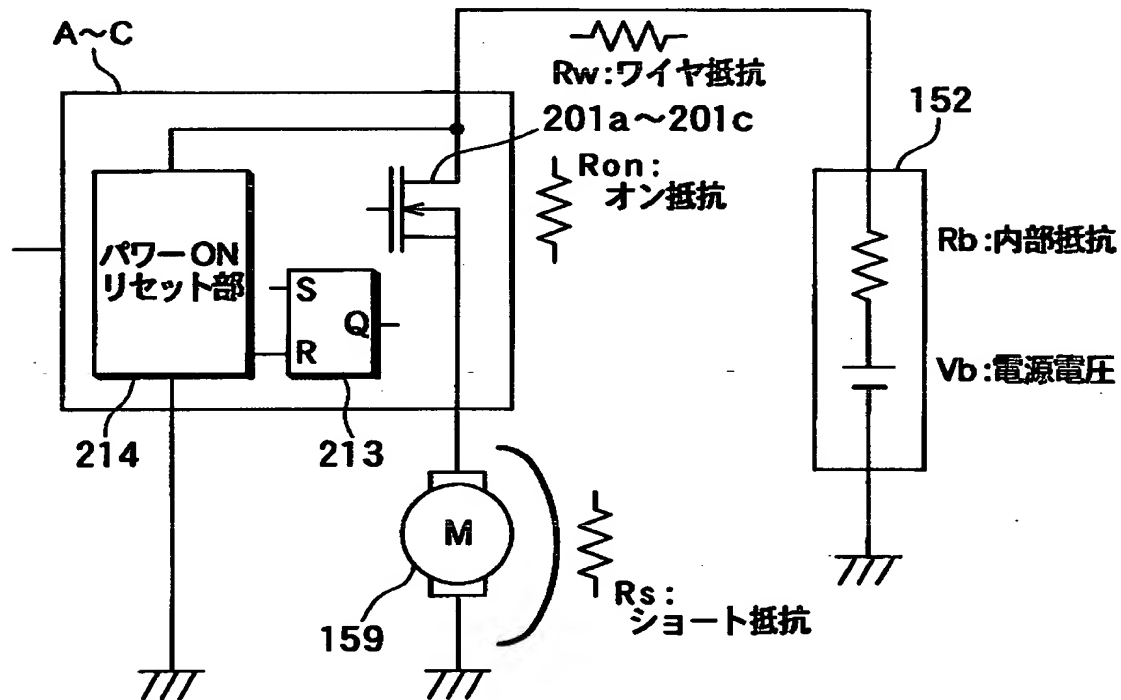 A～C
Rw:ワイヤ抵抗
201a～201c
152
Ron:
オン抵抗
パワーON
リセット部
S
Q
R
Rb:内部抵抗
Vb:電源電圧
214
213
M
159
Rs:
ショート抵抗